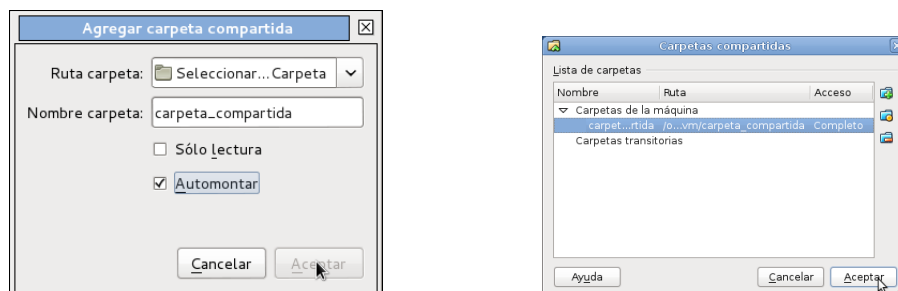 Agregar carpeta compartida
Ruta carpeta: Seleccionar...Carpeta
Nombre carpeta: carpeta_compartida
Sólo lectura
Automontar
Cancelar Aceptar
Carpetas compartidas
Lista de carpetas
Nombre Ruta Acceso
Carpetas de la máquina
carpet...rtida /o...vm/carpeta_compartida Completo
Carpetas transitorias
Ayuda Cancelar Aceptar